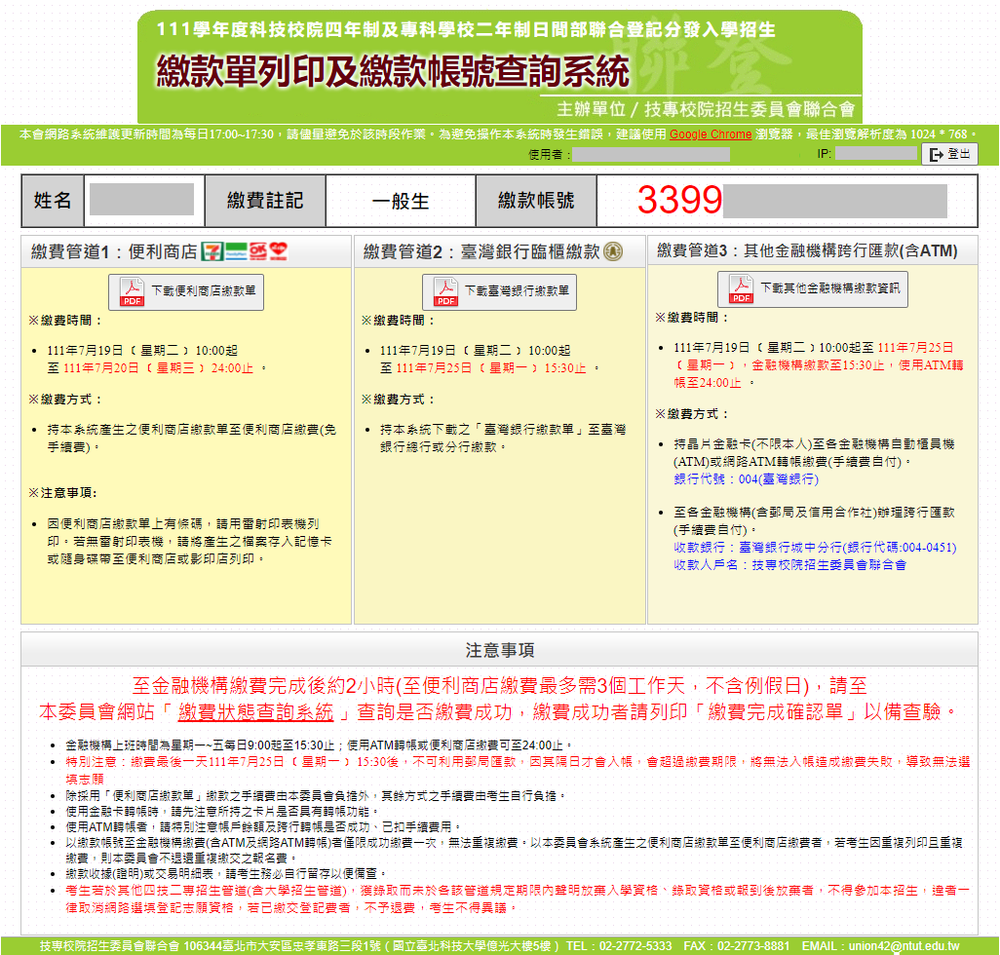 111學年度科技校院四年制及專科學校二年制日間部聯合登記分發入學招生
聯登
繳款單列印及繳款帳號查詢系統
主辦單位 / 技專校院招生委員會聯合會
本會網路系統維護更新時間為每日17:00~17:30，請儘量避免於該時段作業。為避免操作本系統時發生錯誤，建議使用 Google Chrome 瀏覽器，最佳瀏覽解析度為 1024 * 768。
使用者： IP: 登出
姓名 繳費註記 一般生 繳款帳號 3399
繳費管道1：便利商店 7 OK
下載便利商店繳款單
※繳費時間：
• 111年7月19日﹝星期二﹞10:00起
至 111年7月20日﹝星期三﹞24:00止 。
※繳費方式：
• 持本系統產生之便利商店繳款單至便利商店繳費(免
手續費)。
※注意事項:
• 因便利商店繳款單上有條碼，請用雷射印表機列
印。若無雷射印表機，請將產生之檔案存入記憶卡
或隨身碟帶至便利商店或影印店列印。
繳費管道2：臺灣銀行臨櫃繳款
下載臺灣銀行繳款單
※繳費時間：
• 111年7月19日﹝星期二﹞10:00起
至 111年7月25日﹝星期一﹞15:30止 。
※繳費方式：
• 持本系統下載之「臺灣銀行繳款單」至臺灣
銀行總行或分行繳款。
繳費管道3：其他金融機構跨行匯款(含ATM)
下載其他金融機構繳款資訊
※繳費時間：
• 111年7月19日﹝星期二﹞10:00起至 111年7月25日
﹝星期一﹞，金融機構繳款至15:30止，使用ATM轉
帳至24:00止 。
※繳費方式：
• 持晶片金融卡(不限本人)至各金融機構自動櫃員機
(ATM)或網路ATM轉帳繳費(手續費自付)。
銀行代號：004(臺灣銀行)
• 至各金融機構(含郵局及信用合作社)辦理跨行匯款
(手續費自付)。
收款銀行：臺灣銀行城中分行(銀行代碼:004-0451)
收款人戶名：技專校院招生委員會聯合會
注意事項
至金融機構繳費完成後約2小時(至便利商店繳費最多需3個工作天，不含例假日)，請至
本委員會網站「 繳費狀態查詢系統 」查詢是否繳費成功，繳費成功者請列印「繳費完成確認單」以備查驗。
• 金融機構上班時間為星期一~五每日9:00起至15:30止；使用ATM轉帳或便利商店繳費可至24:00止。
• 特別注意：繳費最後一天111年7月25日﹝星期一﹞15:30後，不可利用郵局匯款，因其隔日才會入帳，會超過繳費期限，將無法入帳造成繳費失敗，導致無法選
填志願
• 除採用「便利商店繳款單」繳款之手續費由本委員會負擔外，其餘方式之手續費由考生自行負擔。
• 使用金融卡轉帳時，請先注意所持之卡片是否具有轉帳功能。
• 使用ATM轉帳者，請特別注意帳戶餘額及跨行轉帳是否成功、已扣手續費用。
• 以繳款帳號至金融機構繳費(含ATM及網路ATM轉帳)者僅限成功繳費一次，無法重複繳費。以本委員會系統產生之便利商店繳款單至便利商店繳費者，若考生因重複列印且重複
繳費，則本委員會不退還重複繳交之報名費。
• 繳款收據(證明)或交易明細表，請考生務必自行留存以便備查。
• 考生若於其他四技二專招生管道(含大學招生管道)，獲錄取而未於各該管道規定期限內聲明放棄入學資格、錄取資格或報到後放棄者，不得參加本招生，違者一
律取消網路選填登記志願資格，若已繳交登記費者，不予退費，考生不得異議。
技專校院招生委員會聯合會 106344臺北市大安區忠孝東路三段1號（國立臺北科技大學億光大樓5樓） TEL：02-2772-5333 FAX：02-2773-8881 EMAIL：union42@ntut.edu.tw